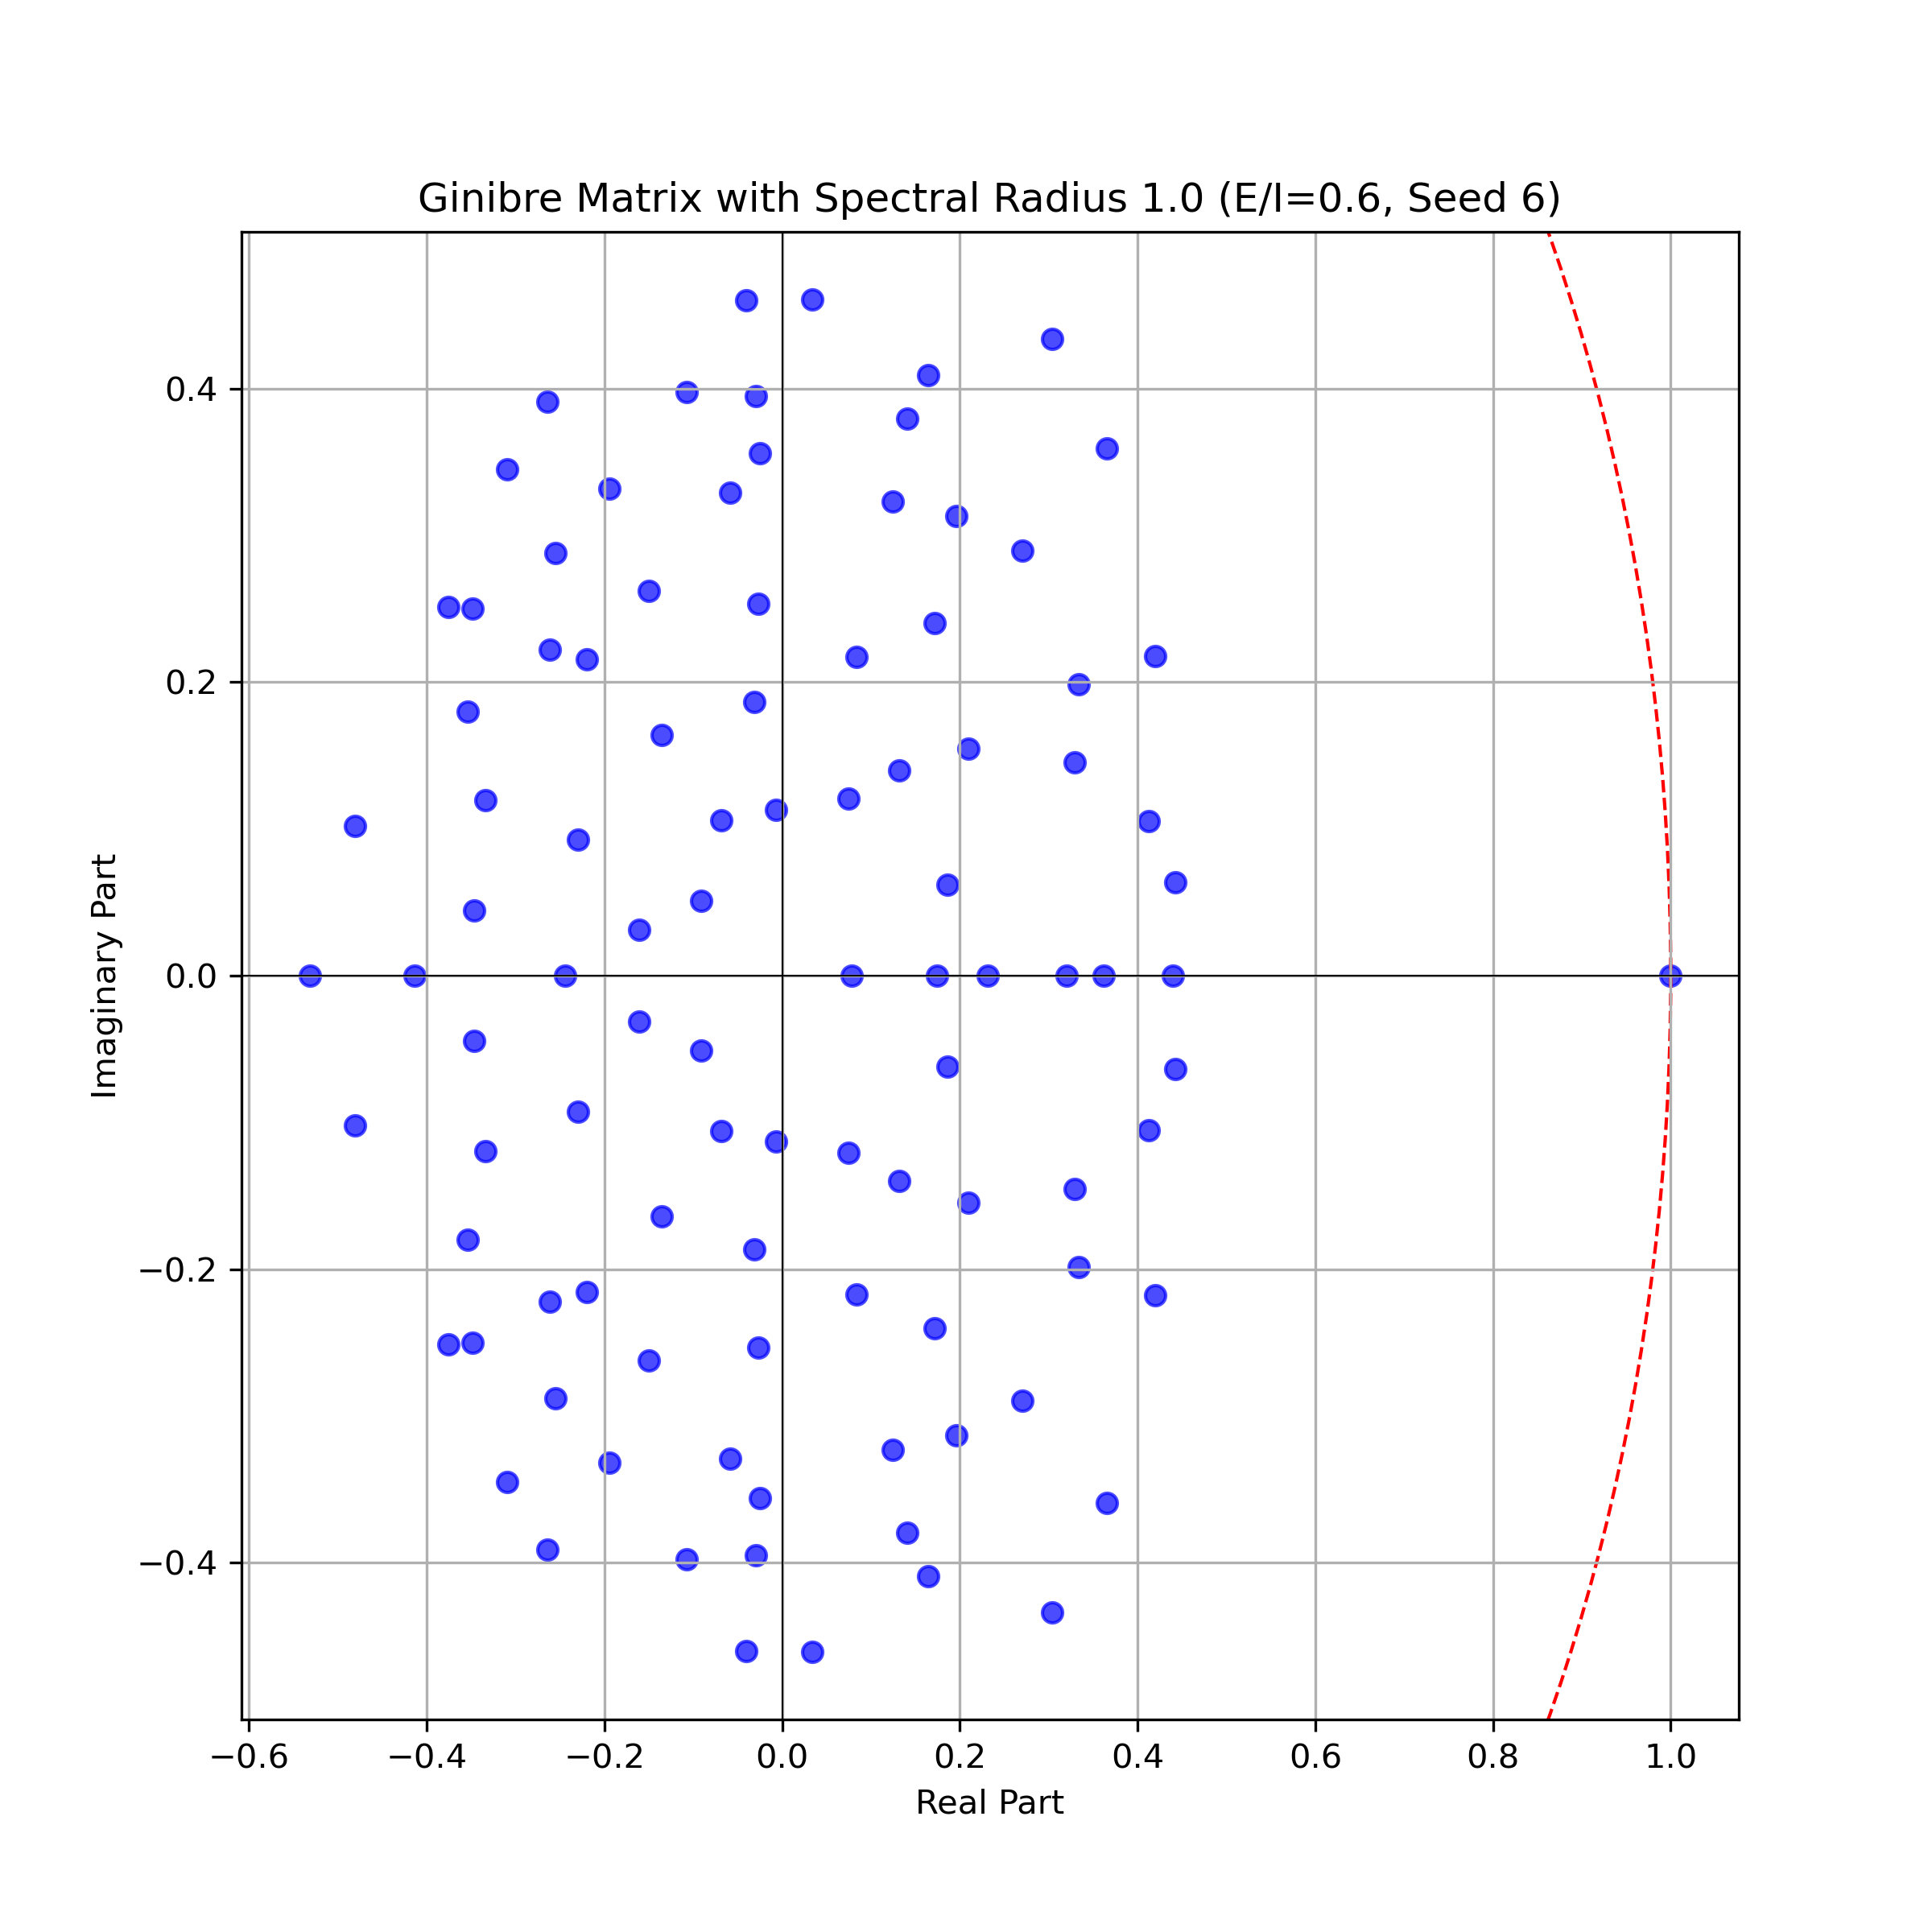 Ginibre Matrix with Spectral Radius 1.0 (E/I=0.6, Seed 6)
Imaginary Part
0.4
0.2
0.0
−0.2
−0.4
−0.6 −0.4 −0.2 0.0 0.2 0.4 0.6 0.8 1.0
Real Part